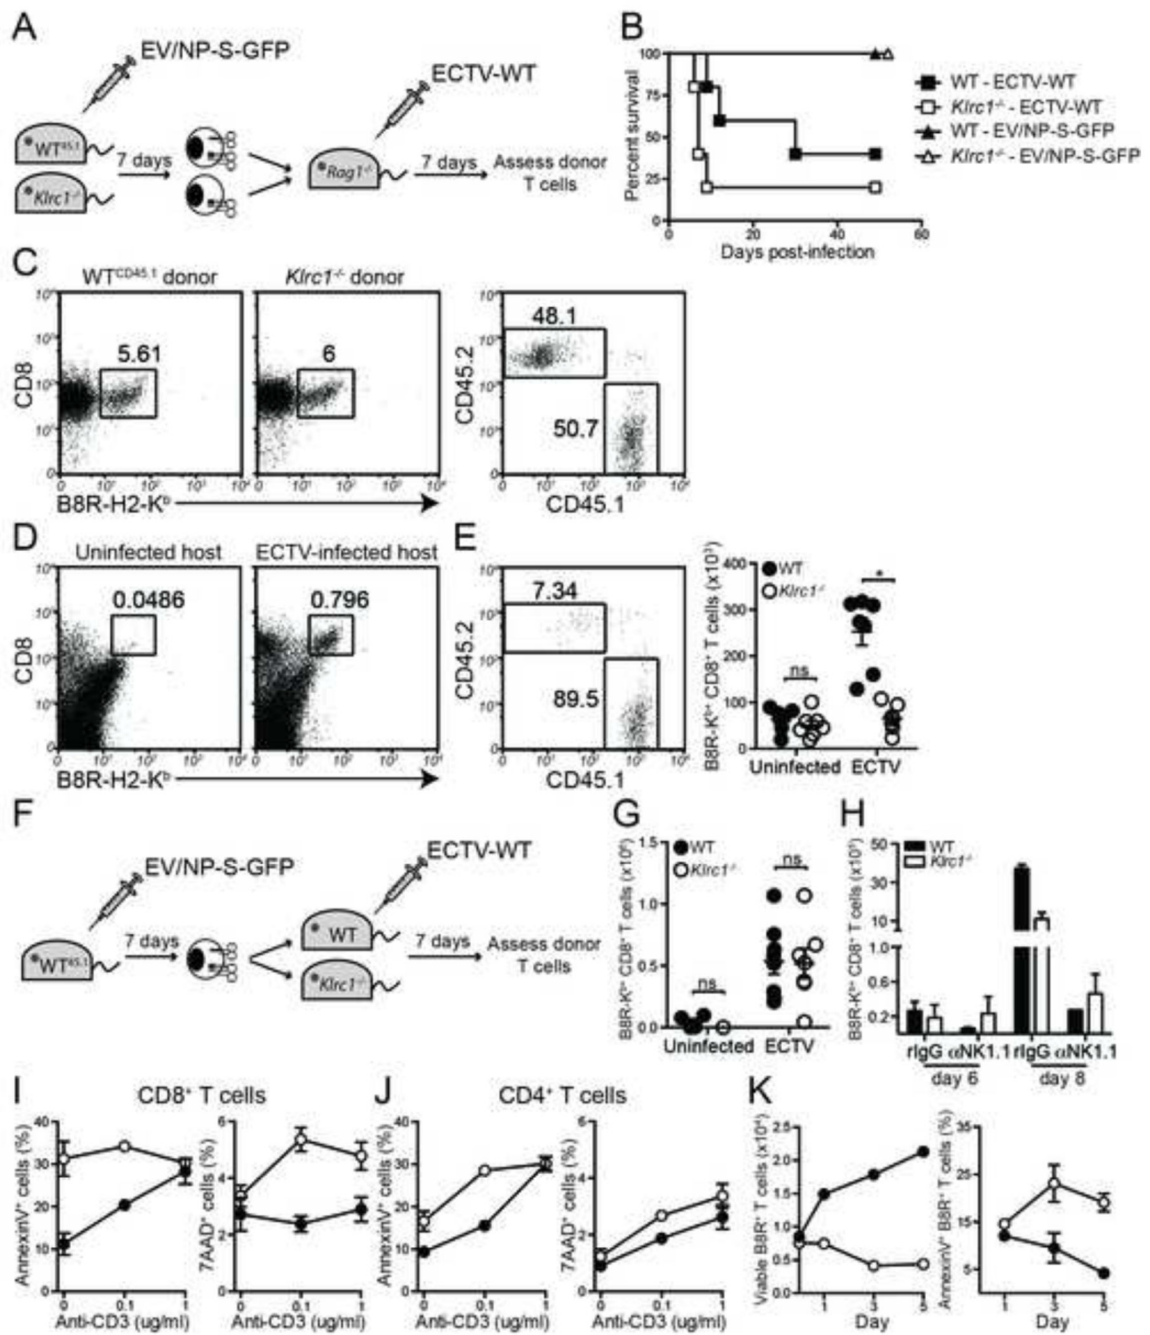 A
EV/NP-S-GFP
ECTV-WT
WT45.1
Klrc1-/-
7 days
Rag1-/-
7 days
Assess donor
T cells
B
Percent survival
100
75
50
25
0
0 20 40 60
Days post-infection
WT - ECTV-WT
Klrc1-/- - ECTV-WT
WT - EV/NP-S-GFP
Klrc1-/- - EV/NP-S-GFP
C
WTCD45.1 donor
Klrc1-/- donor
CD8
5.61
6
B8R-H2-Kb
CD45.2
48.1
50.7
CD45.1
D
Uninfected host
ECTV-infected host
CD8
0.0486
0.796
B8R-H2-Kb
E
CD45.2
7.34
89.5
CD45.1
B8R-Kb+ CD8+ T cells (x103)
400
300
200
100
0
WT
Klrc1-/-
ns
*
Uninfected ECTV
F
EV/NP-S-GFP
ECTV-WT
WT45.1
7 days
WT
Klrc1-/-
7 days
Assess donor
T cells
G
B8R-Kb+ CD8+ T cells (x106)
1.5
1.0
0.5
0.0
WT
Klrc1-/-
ns
ns
Uninfected ECTV
H
50
30
10
1.0
0.6
0.2
WT
Klrc1-/-
rIgG αNK1.1 rIgG αNK1.1
day 6
day 8
I
CD8+ T cells
AnnexinV+ cells (%)
40
30
20
10
0
0 0.1 1
Anti-CD3 (ug/ml)
7AAD+ cells (%)
6
4
2
0
0 0.1 1
Anti-CD3 (ug/ml)
J
CD4+ T cells
AnnexinV+ cells (%)
40
30
20
10
0
0 0.1 1
Anti-CD3 (ug/ml)
7AAD+ cells (%)
6
4
2
0
0 0.1 1
Anti-CD3 (ug/ml)
K
Viable B8R+ T cells (x104)
2.5
2.0
1.5
1.0
0.5
0.0
1 3 5
Day
AnnexinV+ B8R+ T cells (%)
35
25
15
5
1 3 5
Day